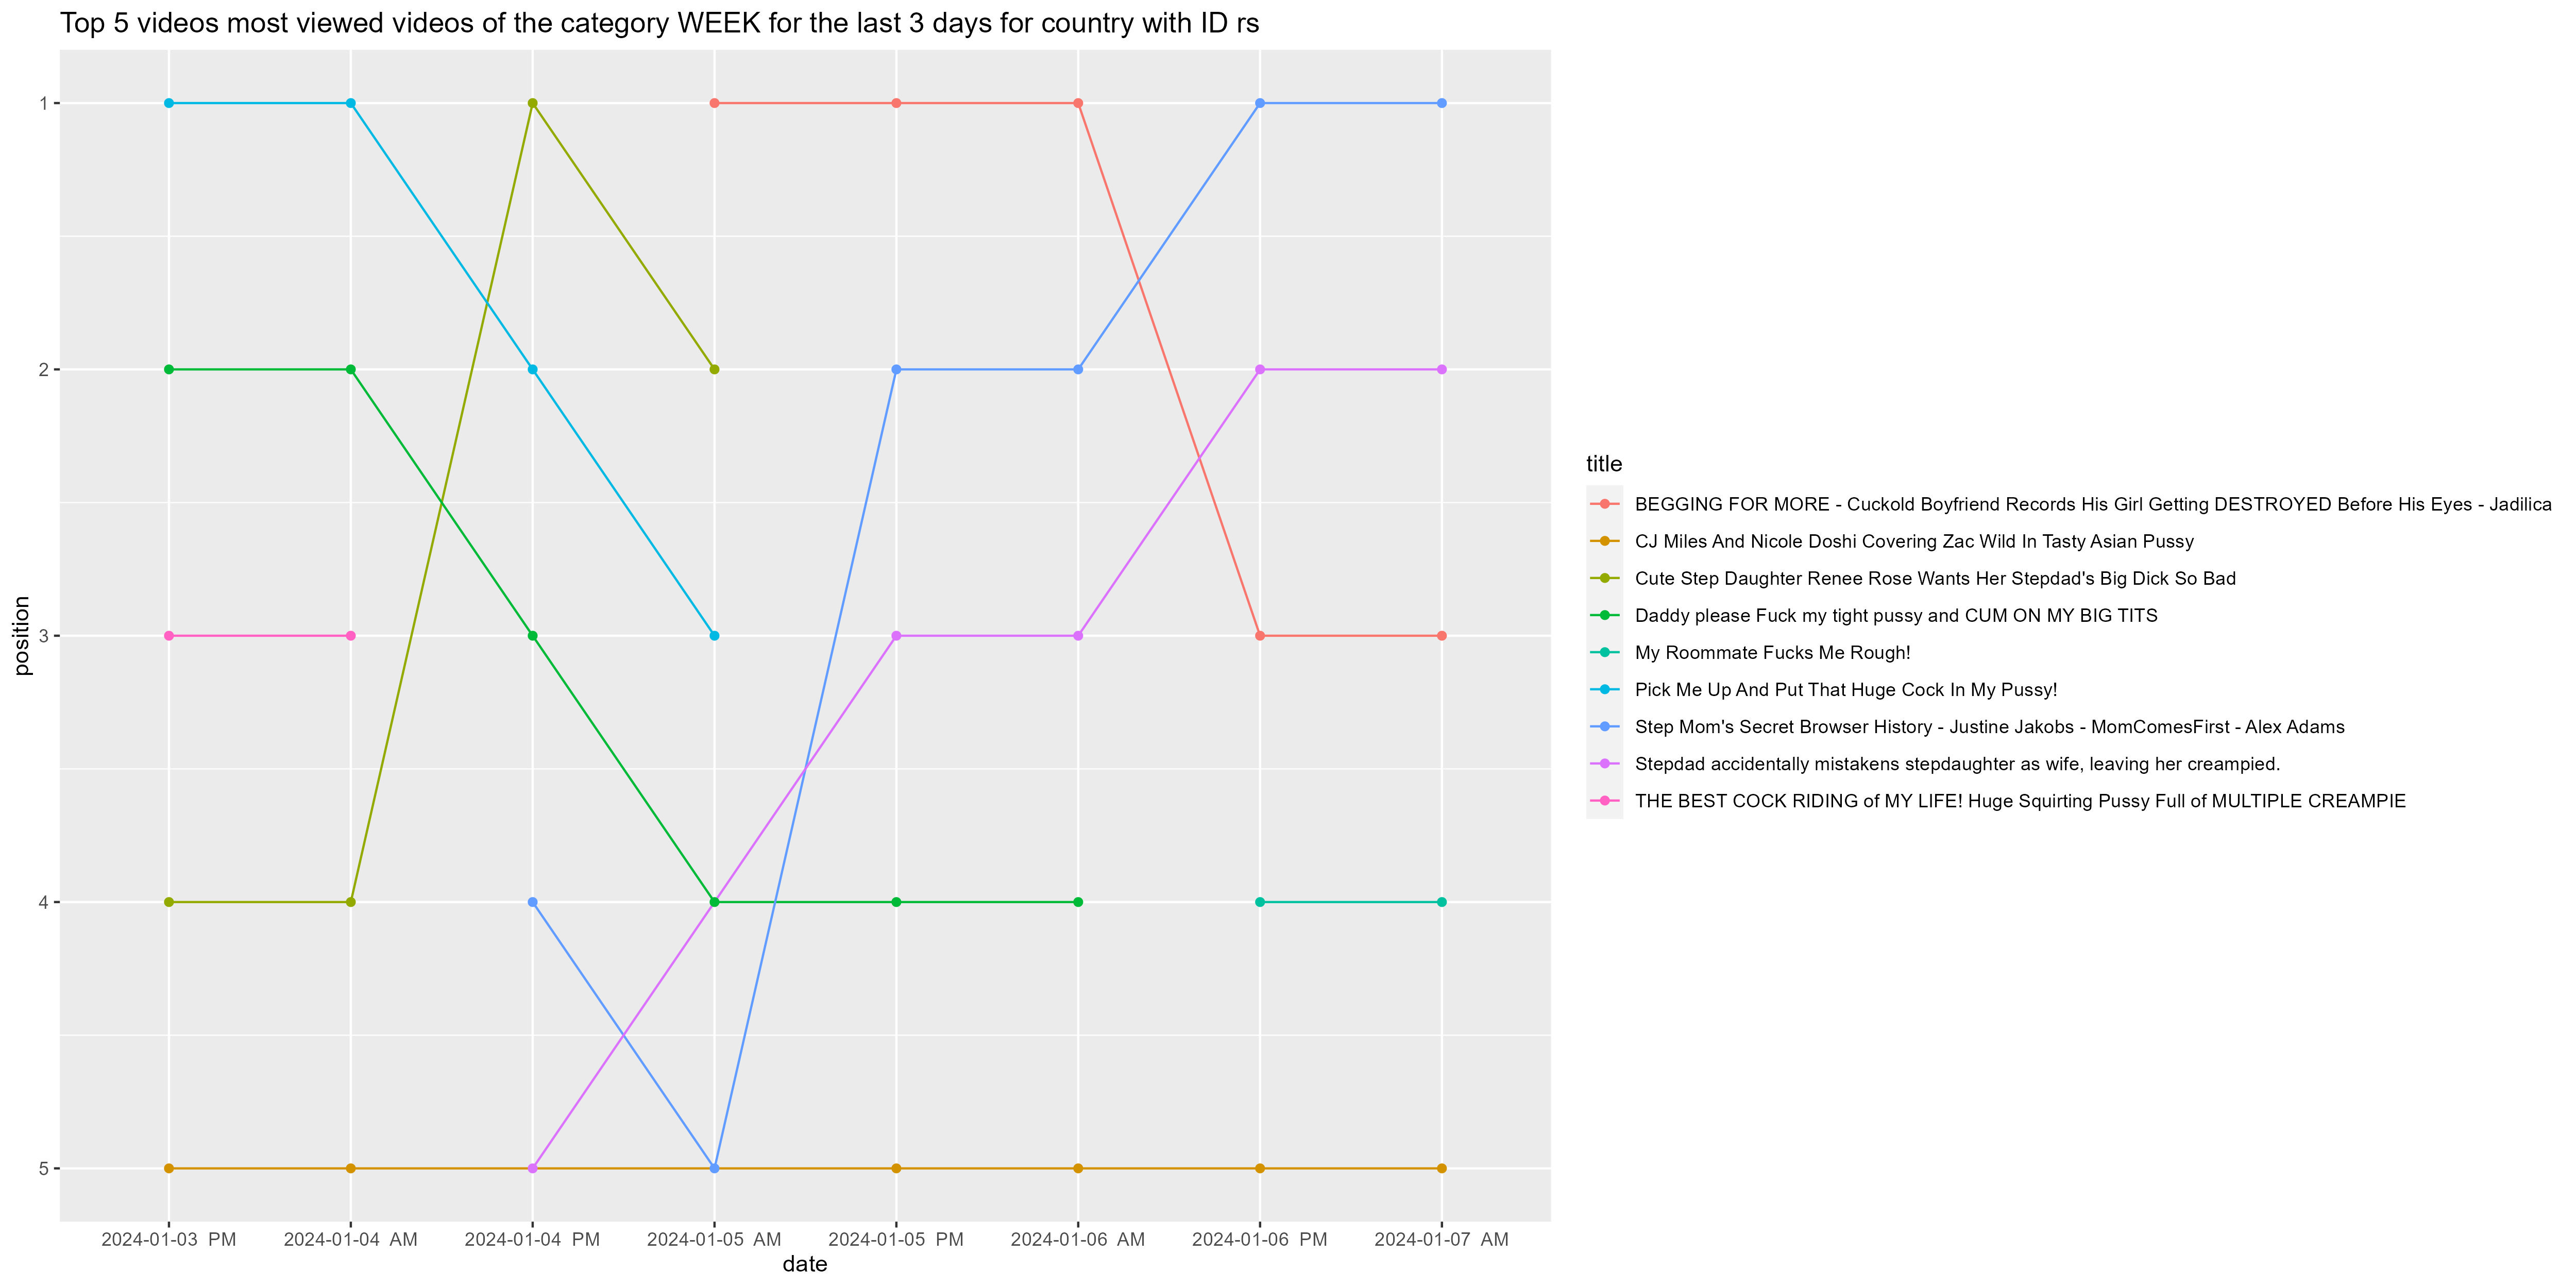 Top 5 videos most viewed videos of the category WEEK for the last 3 days for country with ID rs
position
1
2
3
4
5
2024-01-03 PM
2024-01-04 AM
2024-01-04 PM
2024-01-05 AM
2024-01-05 PM
2024-01-06 AM
2024-01-06 PM
2024-01-07 AM
date
title
BEGGING FOR MORE - Cuckold Boyfriend Records His Girl Getting DESTROYED Before His Eyes - Jadilica
CJ Miles And Nicole Doshi Covering Zac Wild In Tasty Asian Pussy
Cute Step Daughter Renee Rose Wants Her Stepdad's Big Dick So Bad
Daddy please Fuck my tight pussy and CUM ON MY BIG TITS
My Roommate Fucks Me Rough!
Pick Me Up And Put That Huge Cock In My Pussy!
Step Mom's Secret Browser History - Justine Jakobs - MomComesFirst - Alex Adams
Stepdad accidentally mistakens stepdaughter as wife, leaving her creampied.
THE BEST COCK RIDING of MY LIFE! Huge Squirting Pussy Full of MULTIPLE CREAMPIE